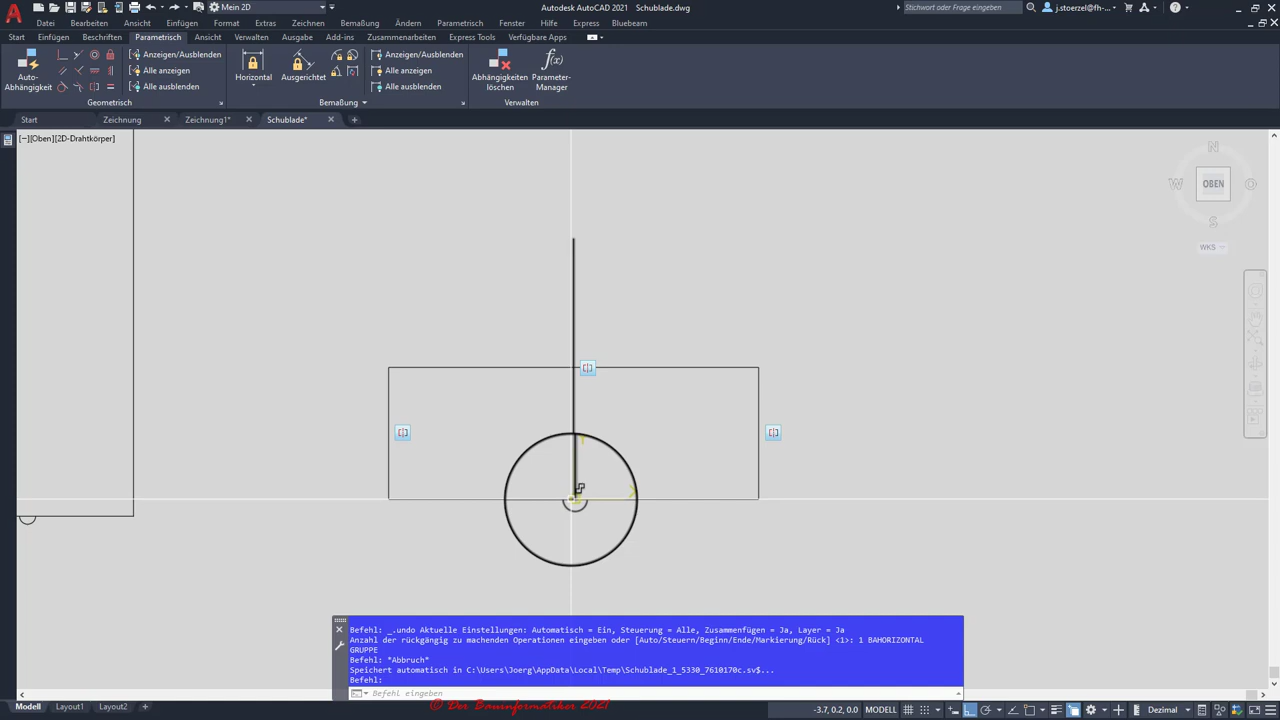 Mein 2D
Autodesk AutoCAD 2021 Schublade.dwg
Stichwort oder Frage eingeben
j.stoerzel@fh-...
Datei
Bearbeiten
Ansicht
Einfügen
Format
Extras
Zeichnen
Bemaßung
Ändern
Parametrisch
Fenster
Hilfe
Express
Bluebeam
Start
Einfügen
Beschriften
Parametrisch
Ansicht
Verwalten
Ausgabe
Add-ins
Zusammenarbeiten
Express Tools
Verfügbare Apps
Anzeigen/Ausblenden
Alle anzeigen
Alle ausblenden
Auto-
Abhängigkeit
Geometrisch
Horizontal
Ausgerichtet
Anzeigen/Ausblenden
Alle anzeigen
Alle ausblenden
Bemaßung
Abhängigkeiten
löschen
f(x)
Parameter-
Manager
Verwalten
Start
Zeichnung
Zeichnung1*
Schublade*
[−][Oben][2D-Drahtkörper]
N
W
OBEN
O
S
WKS
Befehl: _.undo Aktuelle Einstellungen: Automatisch = Ein, Steuerung = Alle, Zusammenfügen = Ja, Layer = Ja
Anzahl der rückgängig zu machenden Operationen eingeben oder [Auto/Steuern/Beginn/Ende/Markierung/Rück] <1>: 1 BAHORIZONTAL
GRUPPE
Befehl: *Abbruch*
Speichert automatisch in C:\Users\Joerg\AppData\Local\Temp\Schublade_1_5330_7610170c.sv$...
Befehl:
Befehl eingeben
Modell
Layout1
Layout2
© Der Bauinformatiker 2021
-3.7, 0.2, 0.0
MODELL
Dezimal